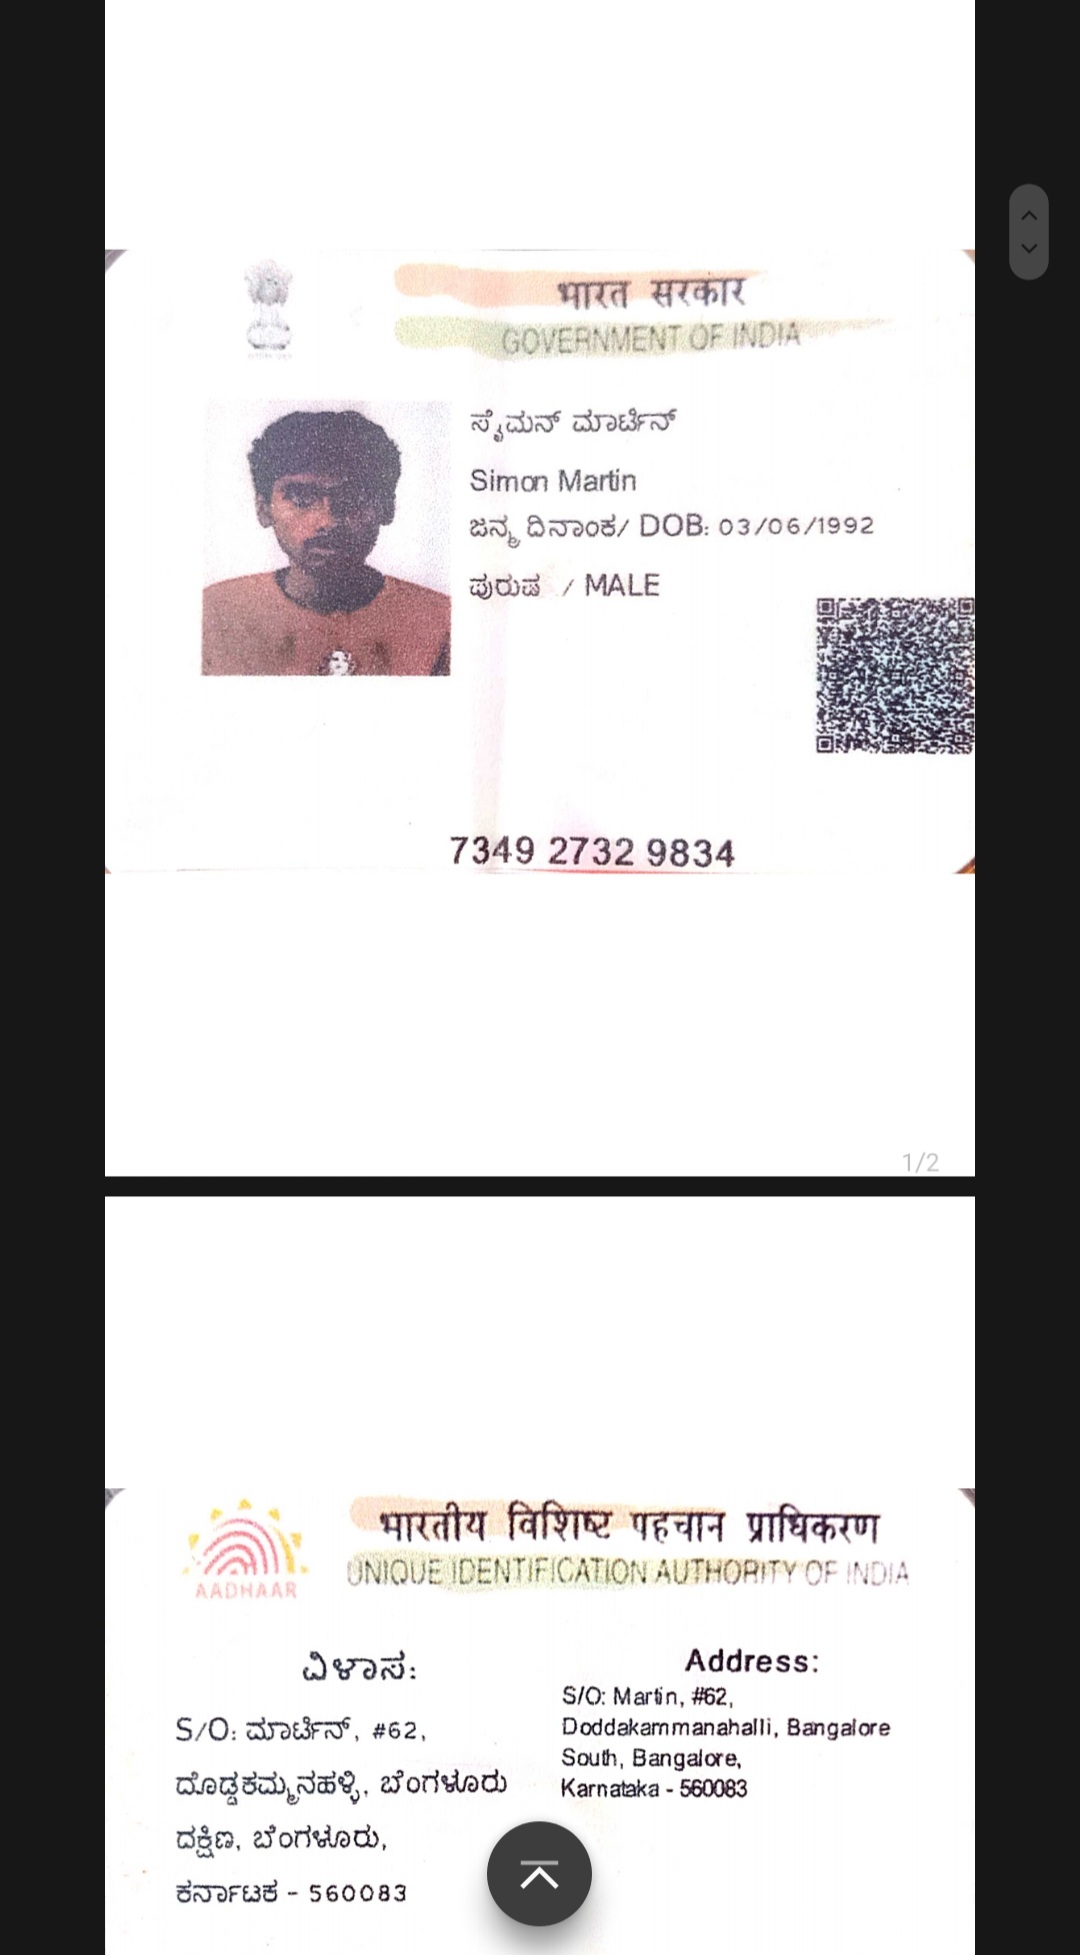 भारत सरकार
GOVERNMENT OF INDIA
ಸೈಮನ್ ಮಾರ್ಟಿನ್
Simon Martin
ಜನ್ಮ ದಿನಾಂಕ/ DOB: 03/06/1992
ಪುರುಷ / MALE
7349 2732 9834
1/2
भारतीय विशिष्ट पहचान प्राधिकरण
UNIQUE IDENTIFICATION AUTHORITY OF INDIA
AADHAAR
ವಿಳಾಸ:
S/O: ಮಾರ್ಟಿನ್, #62,
ದೊಡ್ಡಕಮ್ಮನಹಳ್ಳಿ, ಬೆಂಗಳೂರು
ದಕ್ಷಿಣ, ಬೆಂಗಳೂರು,
ಕರ್ನಾಟಕ - 560083
Address:
S/O: Martin, #62,
Doddakammanahalli, Bangalore
South, Bangalore,
Karnataka - 560083